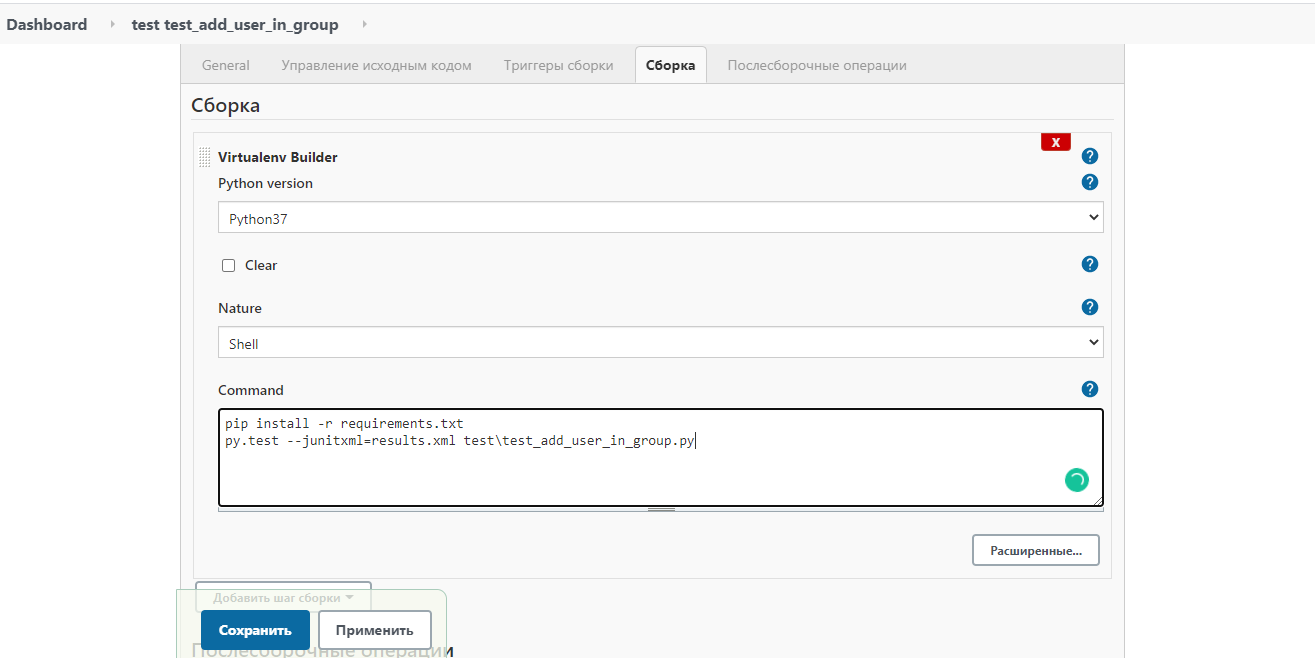 Dashboard test test_add_user_in_group
General Управление исходным кодом Триггеры сборки Сборка Послесборочные операции
Сборка
X
Virtualenv Builder ?
Python version ?
Python37
Clear ?
Nature ?
Shell
Command ?
pip install -r requirements.txt
py.test --junitxml=results.xml test\test_add_user_in_group.py
Расширенные...
Добавить шаг сборки
Сохранить Применить
Послесборочные операции